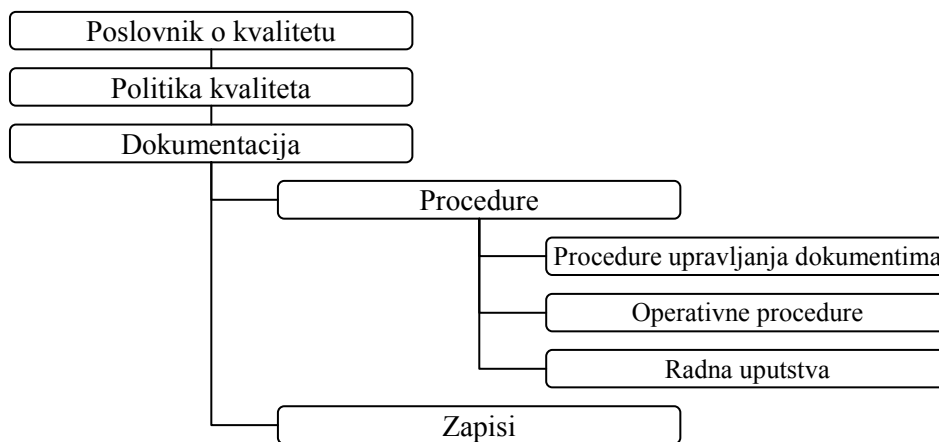 Poslovnik o kvalitetu
Politika kvaliteta
Dokumentacija
Procedure
Procedure upravljanja dokumentima
Operativne procedure
Radna uputstva
Zapisi